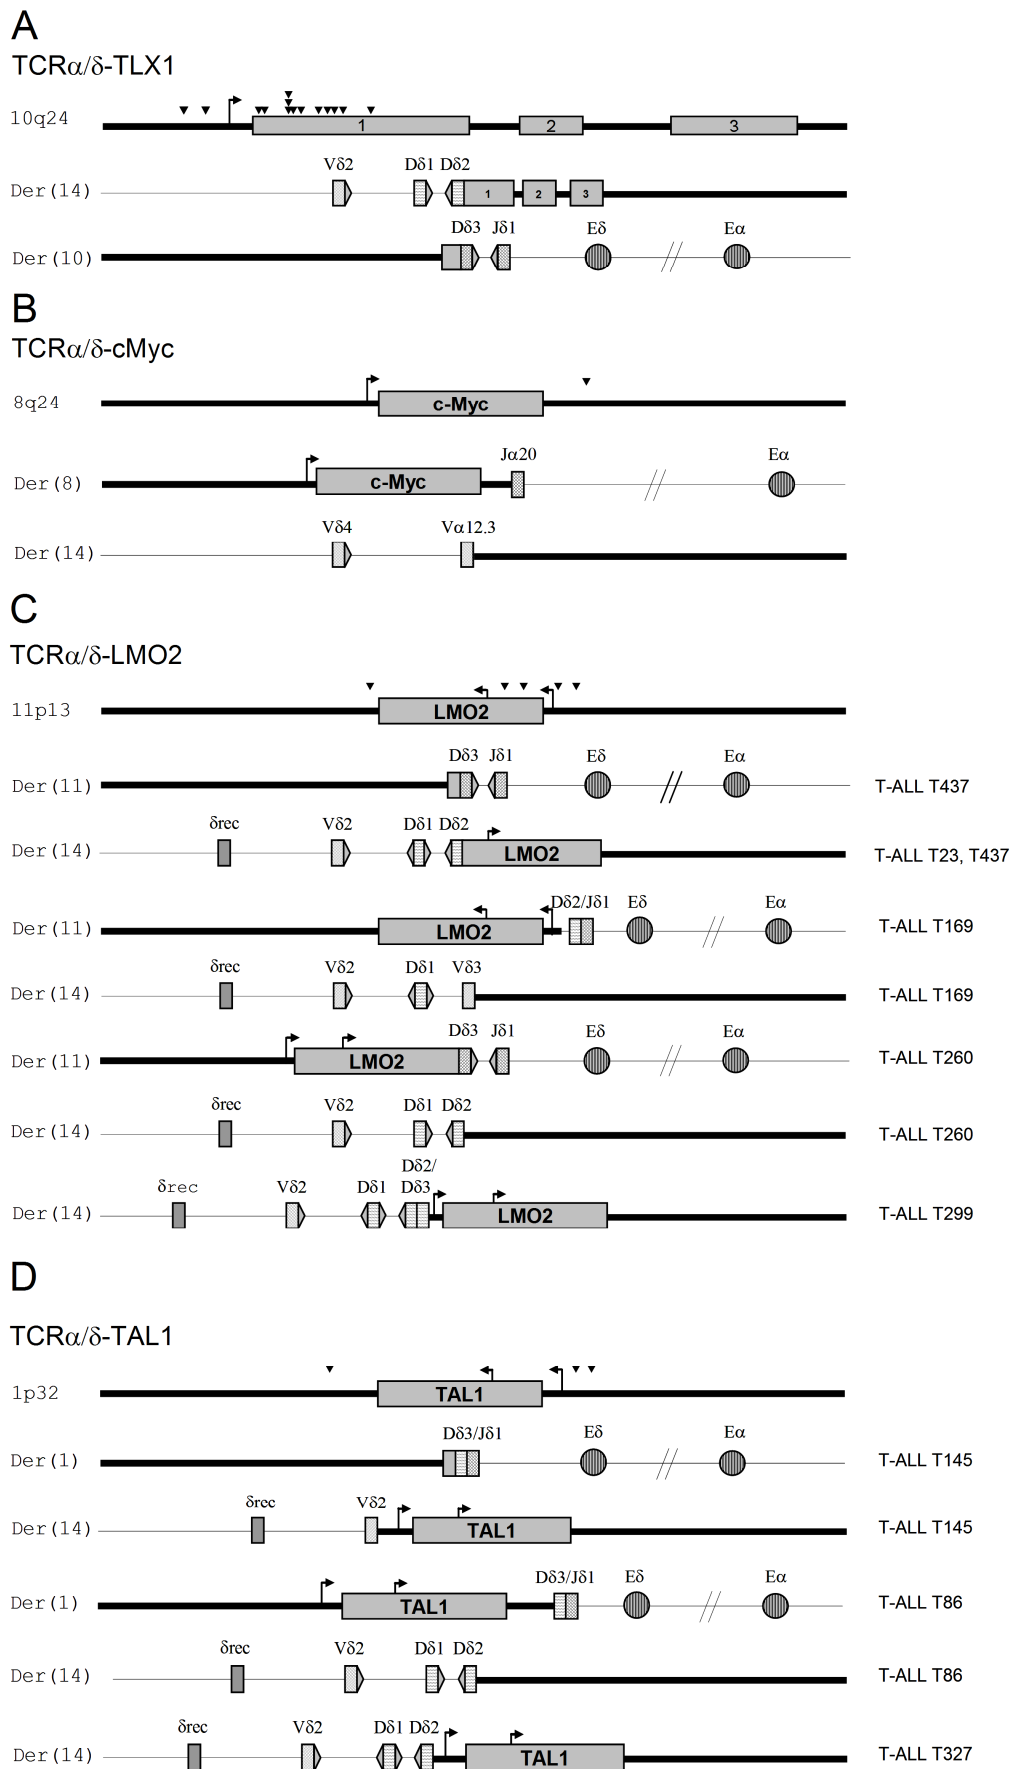 A
TCRα/δ-TLX1
10q24 1 2 3
Vδ2 Dδ1 Dδ2
Der(14) 1 2 3
Dδ3 Jδ1 Eδ Eα
Der(10)
B
TCRα/δ-cMyc
8q24 c-Myc
Jα20 Eα
Der(8) c-Myc
Vδ4 Vα12.3
Der(14)
C
TCRα/δ-LMO2
11p13 LMO2
Dδ3 Jδ1 Eδ Eα
Der(11) T-ALL T437
δrec Vδ2 Dδ1 Dδ2
Der(14) LMO2 T-ALL T23, T437
Dδ2/Jδ1 Eδ Eα
Der(11) LMO2 T-ALL T169
δrec Vδ2 Dδ1 Vδ3
Der(14) T-ALL T169
Dδ3 Jδ1 Eδ Eα
Der(11) LMO2 T-ALL T260
δrec Vδ2 Dδ1 Dδ2
Der(14) T-ALL T260
Dδ2/
δrec Vδ2 Dδ1 Dδ3
Der(14) LMO2 T-ALL T299
D
TCRα/δ-TAL1
1p32 TAL1
Dδ3/Jδ1 Eδ Eα
Der(1) T-ALL T145
δrec Vδ2
Der(14) TAL1 T-ALL T145
Dδ3/Jδ1 Eδ Eα
Der(1) TAL1 T-ALL T86
δrec Vδ2 Dδ1 Dδ2
Der(14) T-ALL T86
δrec Vδ2 Dδ1 Dδ2
Der(14) TAL1 T-ALL T327